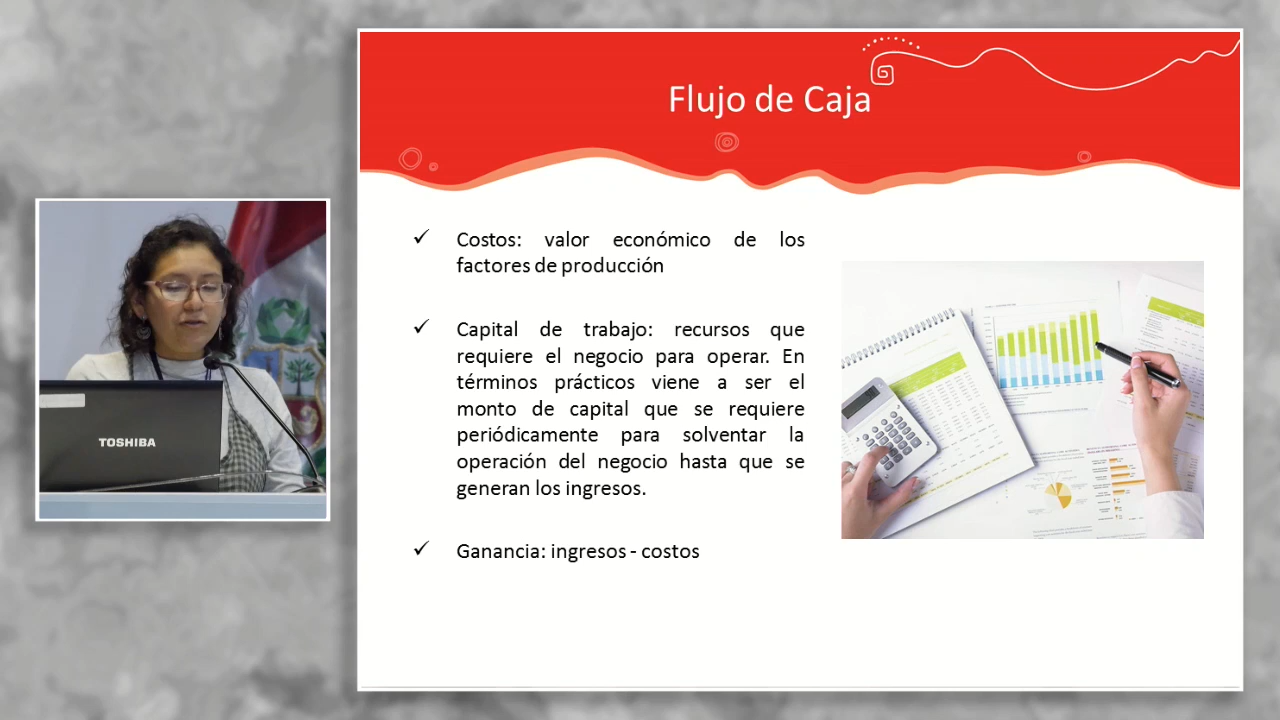 Flujo de Caja
✓ Costos: valor económico de los
factores de producción
✓ Capital de trabajo: recursos que
requiere el negocio para operar. En
términos prácticos viene a ser el
monto de capital que se requiere
periódicamente para solventar la
operación del negocio hasta que se
generan los ingresos.
✓ Ganancia: ingresos - costos
TOSHIBA